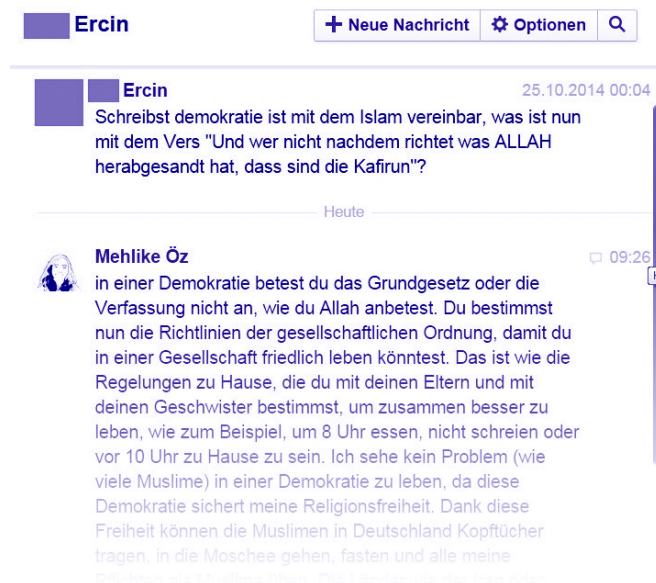 Ercin
Neue Nachricht
Optionen
Ercin
25.10.2014 00:04
Schreibst demokratie ist mit dem Islam vereinbar, was ist nun
mit dem Vers "Und wer nicht nachdem richtet was ALLAH
herabgesandt hat, dass sind die Kafirun"?
Heute
Mehlike Öz
09:26
in einer Demokratie betest du das Grundgesetz oder die
Verfassung nicht an, wie du Allah anbetest. Du bestimmst
nun die Richtlinien der gesellschaftlichen Ordnung, damit du
in einer Gesellschaft friedlich leben könntest. Das ist wie die
Regelungen zu Hause, die du mit deinen Eltern und mit
deinen Geschwister bestimmst, um zusammen besser zu
leben, wie zum Beispiel, um 8 Uhr essen, nicht schreien oder
vor 10 Uhr zu Hause zu sein. Ich sehe kein Problem (wie
viele Muslime) in einer Demokratie zu leben, da diese
Demokratie sichert meine Religionsfreiheit. Dank diese
Freiheit können die Muslimen in Deutschland Kopftücher
tragen, in die Moschee gehen, fasten und alle meine